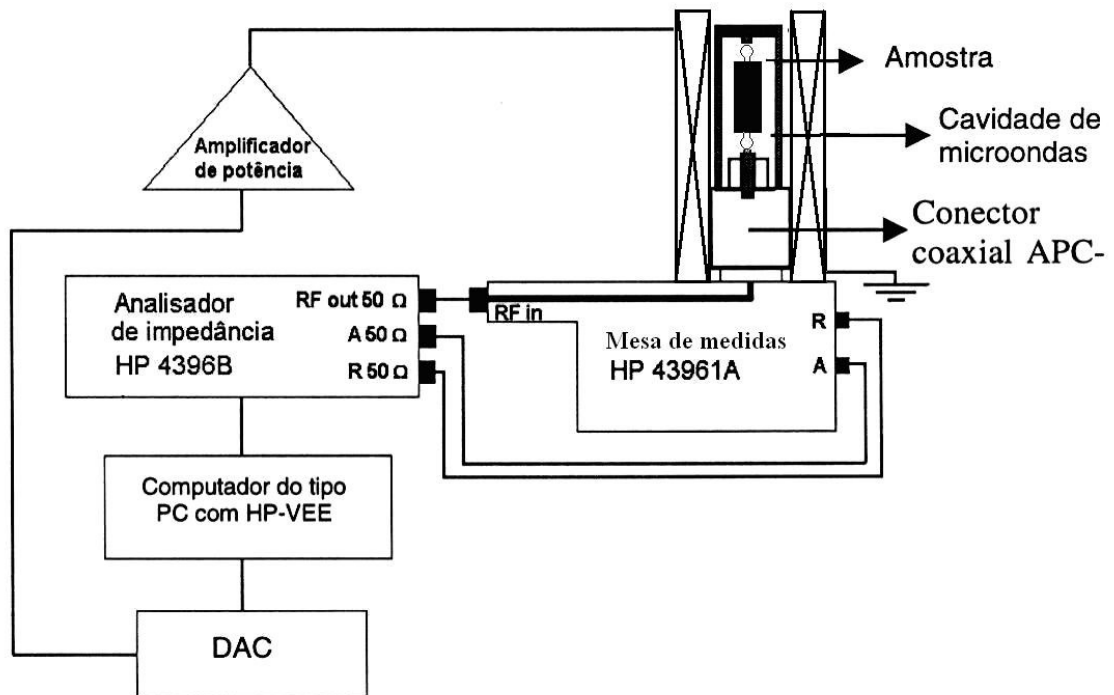 Amplificador
de potência
Amostra
Cavidade de
microondas
Conector
coaxial APC-
Analisador
de impedância
HP 4396B
RF out 50 Ω
A 50 Ω
R 50 Ω
RF in
Mesa de medidas
HP 43961A
R
A
Computador do tipo
PC com HP-VEE
DAC